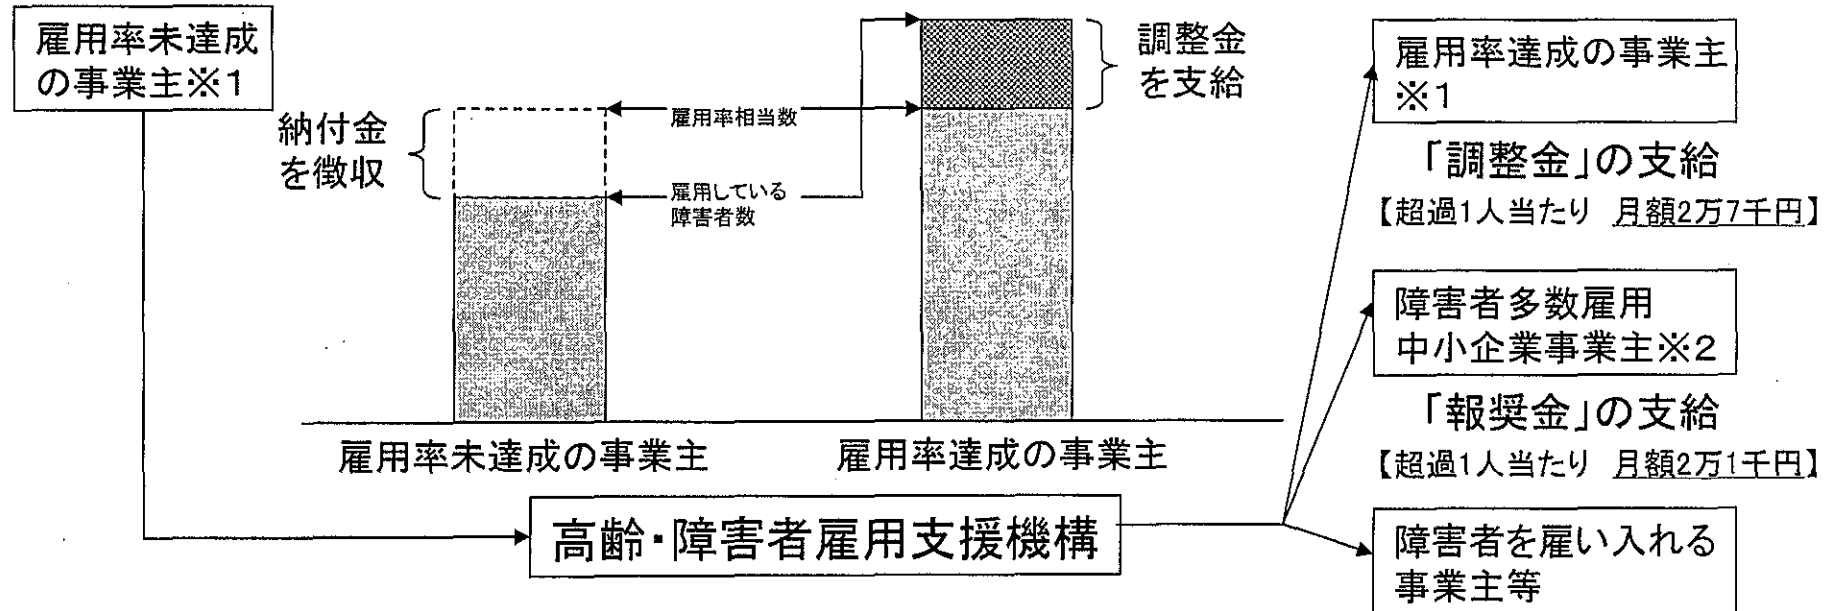 雇用率未達成
の事業主※1
納付金
を徴収
雇用率相当数
雇用している
障害者数
調整金
を支給
雇用率未達成の事業主
雇用率達成の事業主
高齢・障害者雇用支援機構
雇用率達成の事業主
※1
「調整金」の支給
【超過1人当たり 月額2万7千円】
障害者多数雇用
中小企業事業主※2
「報奨金」の支給
【超過1人当たり 月額2万1千円】
障害者を雇い入れる
事業主等